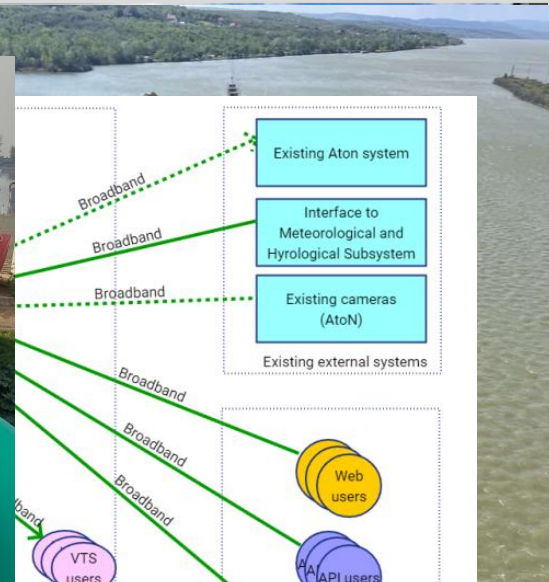 Existing Aton system
Broadband
Interface to
Meteorological and
Hyrological Subsystem
Broadband
Existing cameras
(AtoN)
Broadband
Existing external systems
Broadband
Web
users
Broadband
Broadband
VTS
users
API users